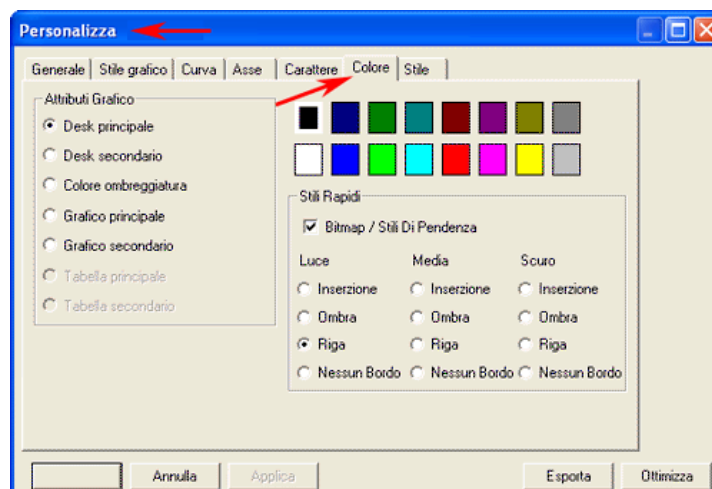 Personalizza
Generale Stile grafico Curva Asse Carattere Colore Stile
Attributi Grafico
Desk principale
Desk secondario
Colore ombreggiatura
Grafico principale
Grafico secondario
Tabella principale
Tabella secondario
Stili Rapidi
Bitmap / Stili Di Pendenza
Luce Media Scuro
Inserzione Inserzione Inserzione
Ombra Ombra Ombra
Riga Riga Riga
Nessun Bordo Nessun Bordo Nessun Bordo
Annulla Applica Esporta Ottimizza